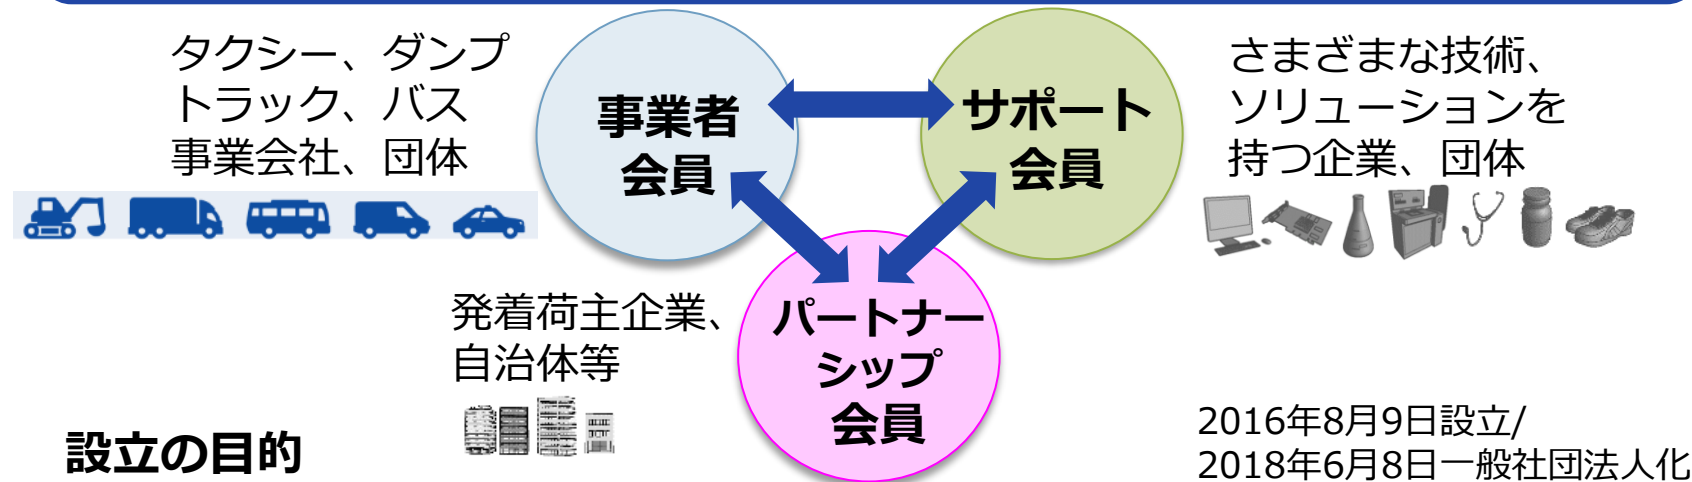 タクシー、ダンプ
トラック、バス
事業会社、団体
事業者
会員
サポート
会員
さまざまな技術、
ソリューションを
持つ企業、団体
発着荷主企業、
自治体等
パートナー
シップ
会員
設立の目的
2016年8月9日設立/
2018年6月8日一般社団法人化